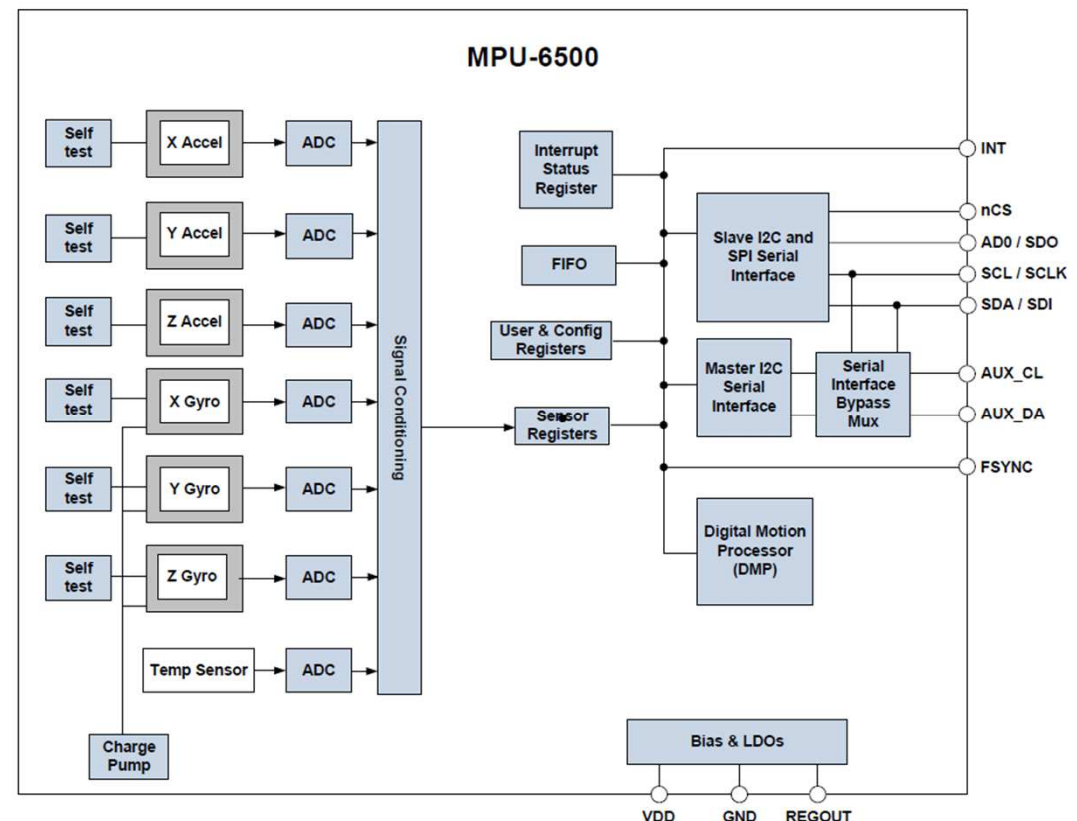 MPU-6500
Self
test
X Accel
ADC
Self
test
Y Accel
ADC
Self
test
Z Accel
ADC
Self
test
X Gyro
ADC
Self
test
Y Gyro
ADC
Self
test
Z Gyro
ADC
Temp Sensor
ADC
Charge
Pump
Signal Conditioning
Interrupt
Status
Register
FIFO
User & Config
Registers
Sensor
Registers
Slave I2C and
SPI Serial
Interface
Master I2C
Serial
Interface
Serial
Interface
Bypass
Mux
Digital Motion
Processor
(DMP)
INT
nCS
AD0 / SDO
SCL / SCLK
SDA / SDI
AUX_CL
AUX_DA
FSYNC
Bias & LDOs
VDD
GND
REGOUT